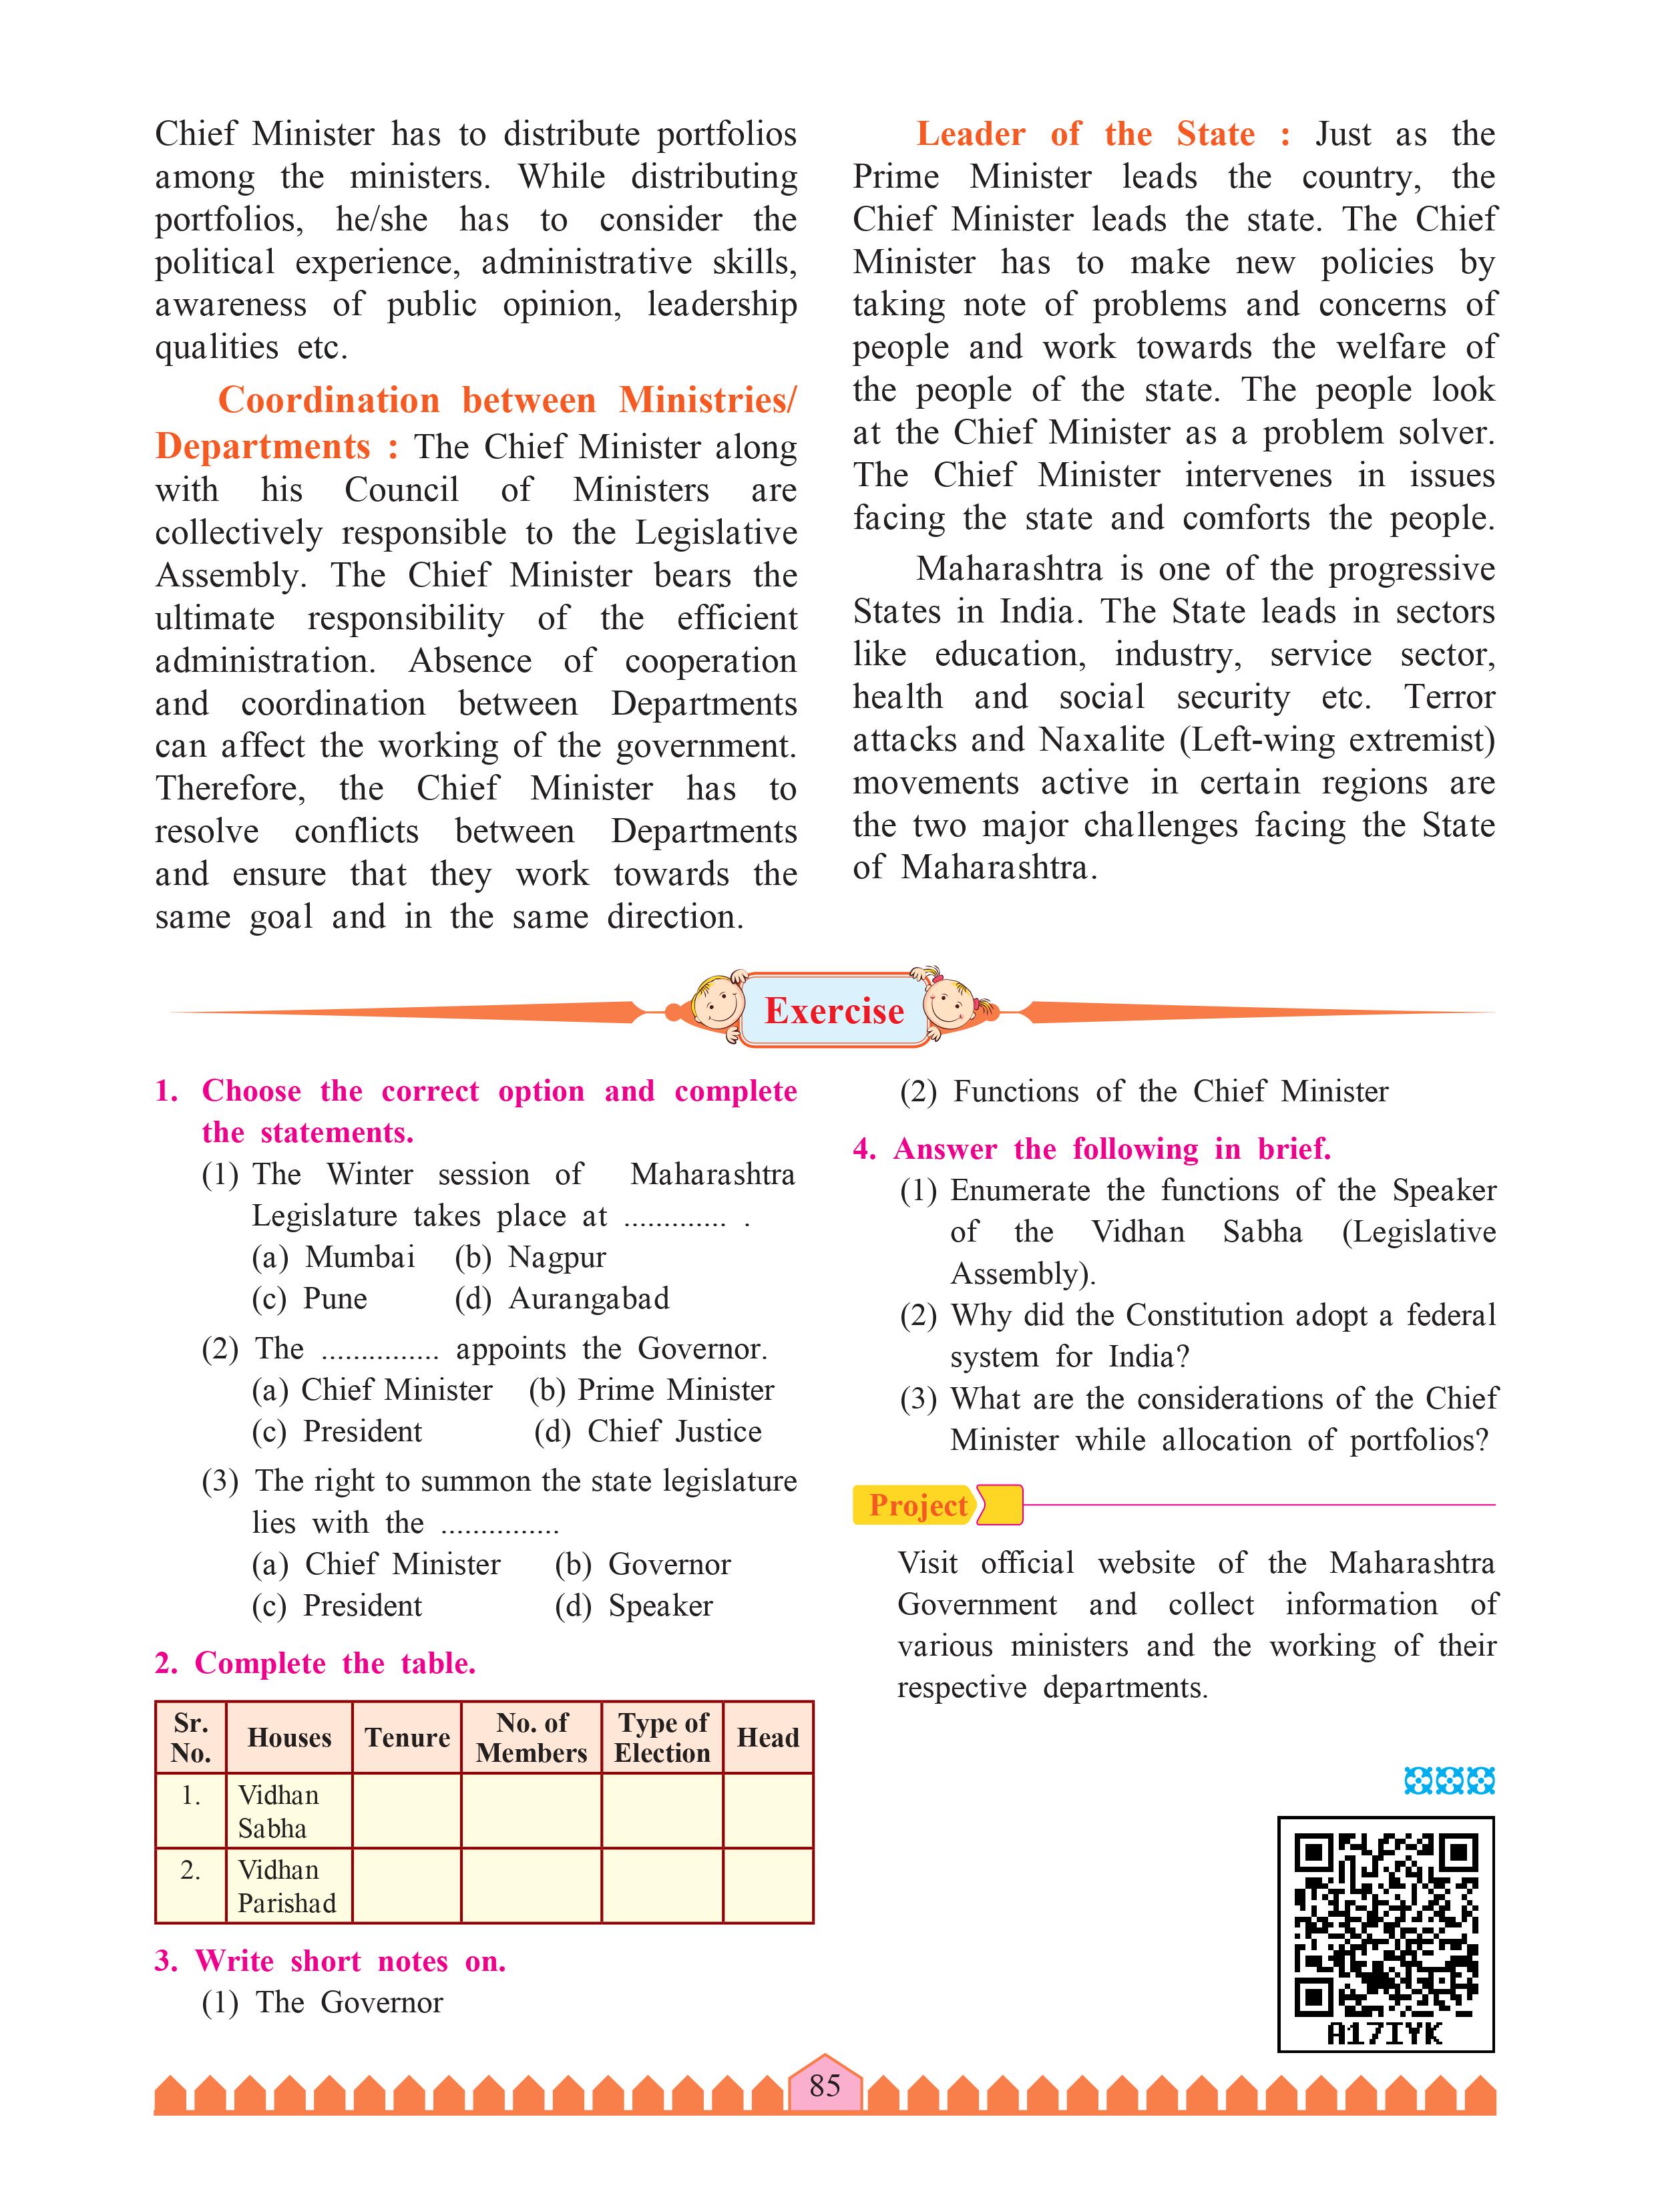 Chief Minister has to distribute portfolios
among the ministers. While distributing
portfolios, he/she has to consider the
political experience, administrative skills,
awareness of public opinion, leadership
qualities etc.
Coordination between Ministries/
Departments : The Chief Minister along
with his Council of Ministers are
collectively responsible to the Legislative
Assembly. The Chief Minister bears the
ultimate responsibility of the efficient
administration. Absence of cooperation
and coordination between Departments
can affect the working of the government.
Therefore, the Chief Minister has to
resolve conflicts between Departments
and ensure that they work towards the
same goal and in the same direction.
Leader of the State : Just as the
Prime Minister leads the country, the
Chief Minister leads the state. The Chief
Minister has to make new policies by
taking note of problems and concerns of
people and work towards the welfare of
the people of the state. The people look
at the Chief Minister as a problem solver.
The Chief Minister intervenes in issues
facing the state and comforts the people.
Maharashtra is one of the progressive
States in India. The State leads in sectors
like education, industry, service sector,
health and social security etc. Terror
attacks and Naxalite (Left-wing extremist)
movements active in certain regions are
the two major challenges facing the State
of Maharashtra.
Exercise
1. Choose the correct option and complete
the statements.
(1) The Winter session of Maharashtra
Legislature takes place at ............. .
(a) Mumbai (b) Nagpur
(c) Pune (d) Aurangabad
(2) The ............... appoints the Governor.
(a) Chief Minister (b) Prime Minister
(c) President (d) Chief Justice
(3) The right to summon the state legislature
lies with the ...............
(a) Chief Minister (b) Governor
(c) President (d) Speaker
2. Complete the table.
Sr. No. Houses Tenure No. of Members Type of Election Head
1. Vidhan Sabha
2. Vidhan Parishad
3. Write short notes on.
(1) The Governor
(2) Functions of the Chief Minister
4. Answer the following in brief.
(1) Enumerate the functions of the Speaker
of the Vidhan Sabha (Legislative
Assembly).
(2) Why did the Constitution adopt a federal
system for India?
(3) What are the considerations of the Chief
Minister while allocation of portfolios?
Project
Visit official website of the Maharashtra
Government and collect information of
various ministers and the working of their
respective departments.
A17IYK
85